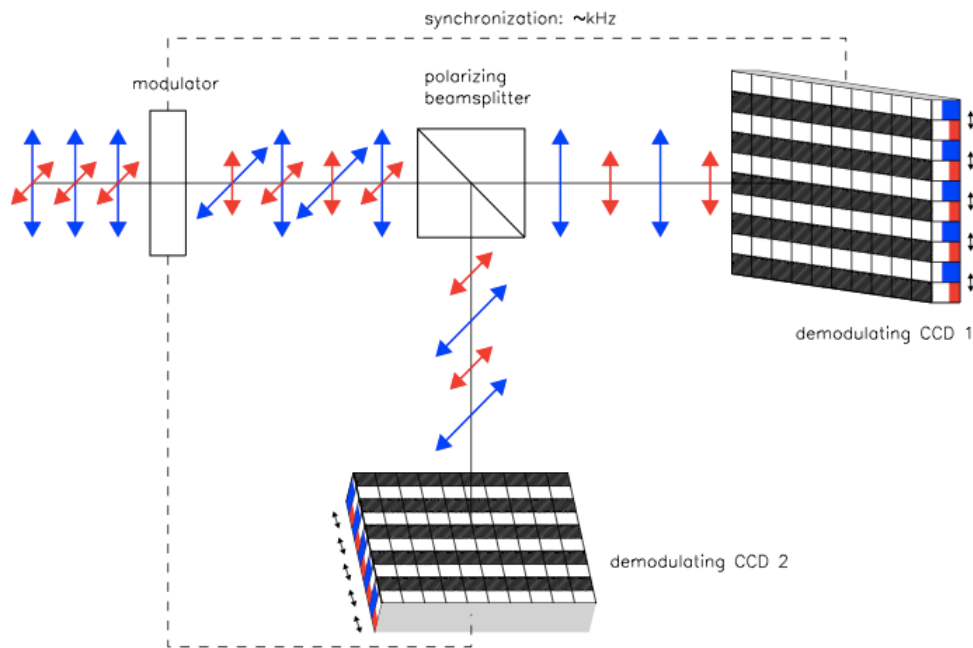 synchronization: ~kHz
modulator
polarizing
beamsplitter
demodulating CCD 1
demodulating CCD 2